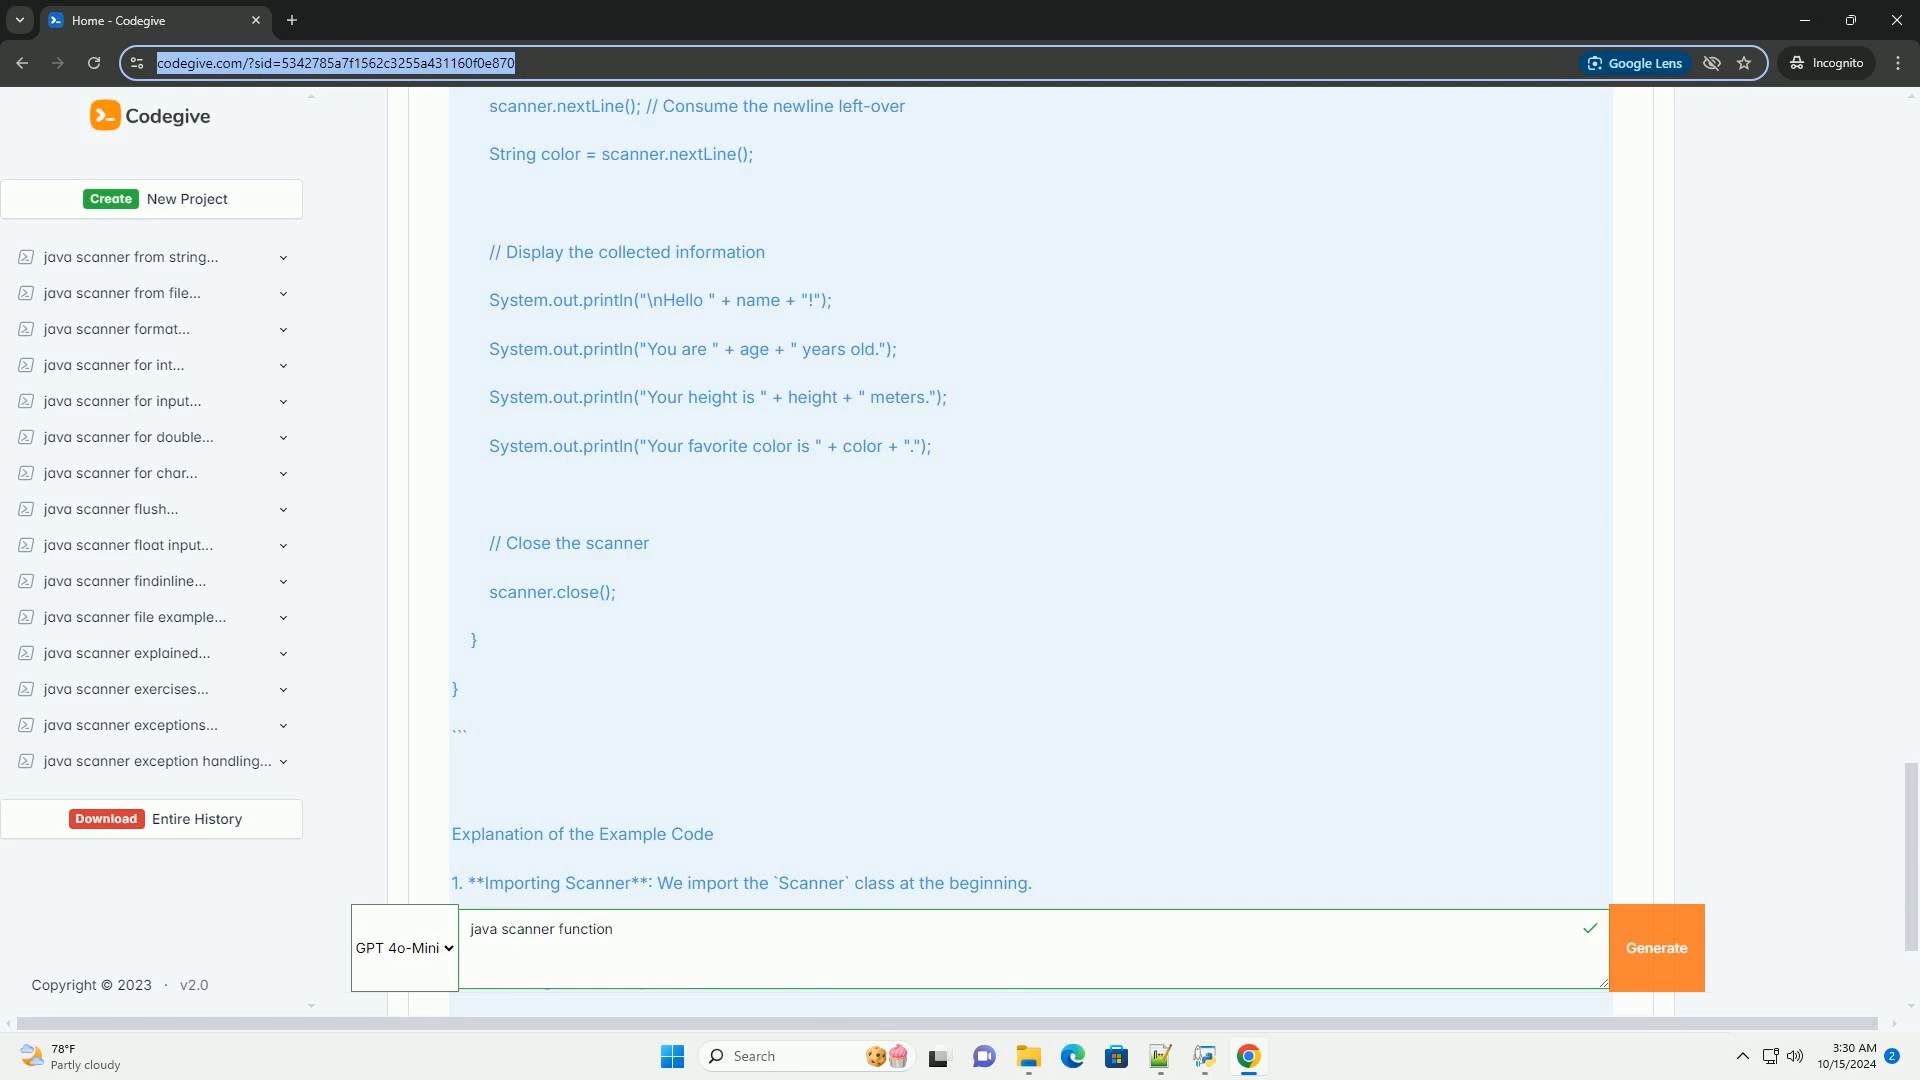 Home - Codegive
codegive.com/?sid=5342785a7f1562c3255a431160f0e870
Google Lens
Incognito
Codegive
Create New Project
java scanner from string...
java scanner from file...
java scanner format...
java scanner for int...
java scanner for input...
java scanner for double...
java scanner for char...
java scanner flush...
java scanner float input...
java scanner findinline...
java scanner file example...
java scanner explained...
java scanner exercises...
java scanner exceptions...
java scanner exception handling...
Download Entire History
Copyright © 2023 · v2.0
scanner.nextLine(); // Consume the newline left-over
String color = scanner.nextLine();
// Display the collected information
System.out.println("\nHello " + name + "!");
System.out.println("You are " + age + " years old.");
System.out.println("Your height is " + height + " meters.");
System.out.println("Your favorite color is " + color + ".");
// Close the scanner
scanner.close();
}
}
```
Explanation of the Example Code
1. **Importing Scanner**: We import the `Scanner` class at the beginning.
GPT 4o-Mini
java scanner function
Generate
78°F
Partly cloudy
Search
3:30 AM
10/15/2024
2